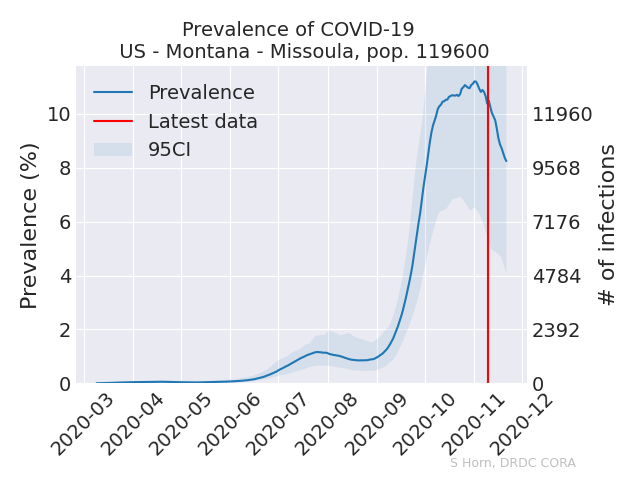 Prevalence of COVID-19
US - Montana - Missoula, pop. 119600
Prevalence
Latest data
95CI
Prevalence (%)
10
8
6
4
2
0
11960
9568
7176
4784
2392
0
# of infections
2020-03
2020-04
2020-05
2020-06
2020-07
2020-08
2020-09
2020-10
2020-11
2020-12
S Horn, DRDC CORA